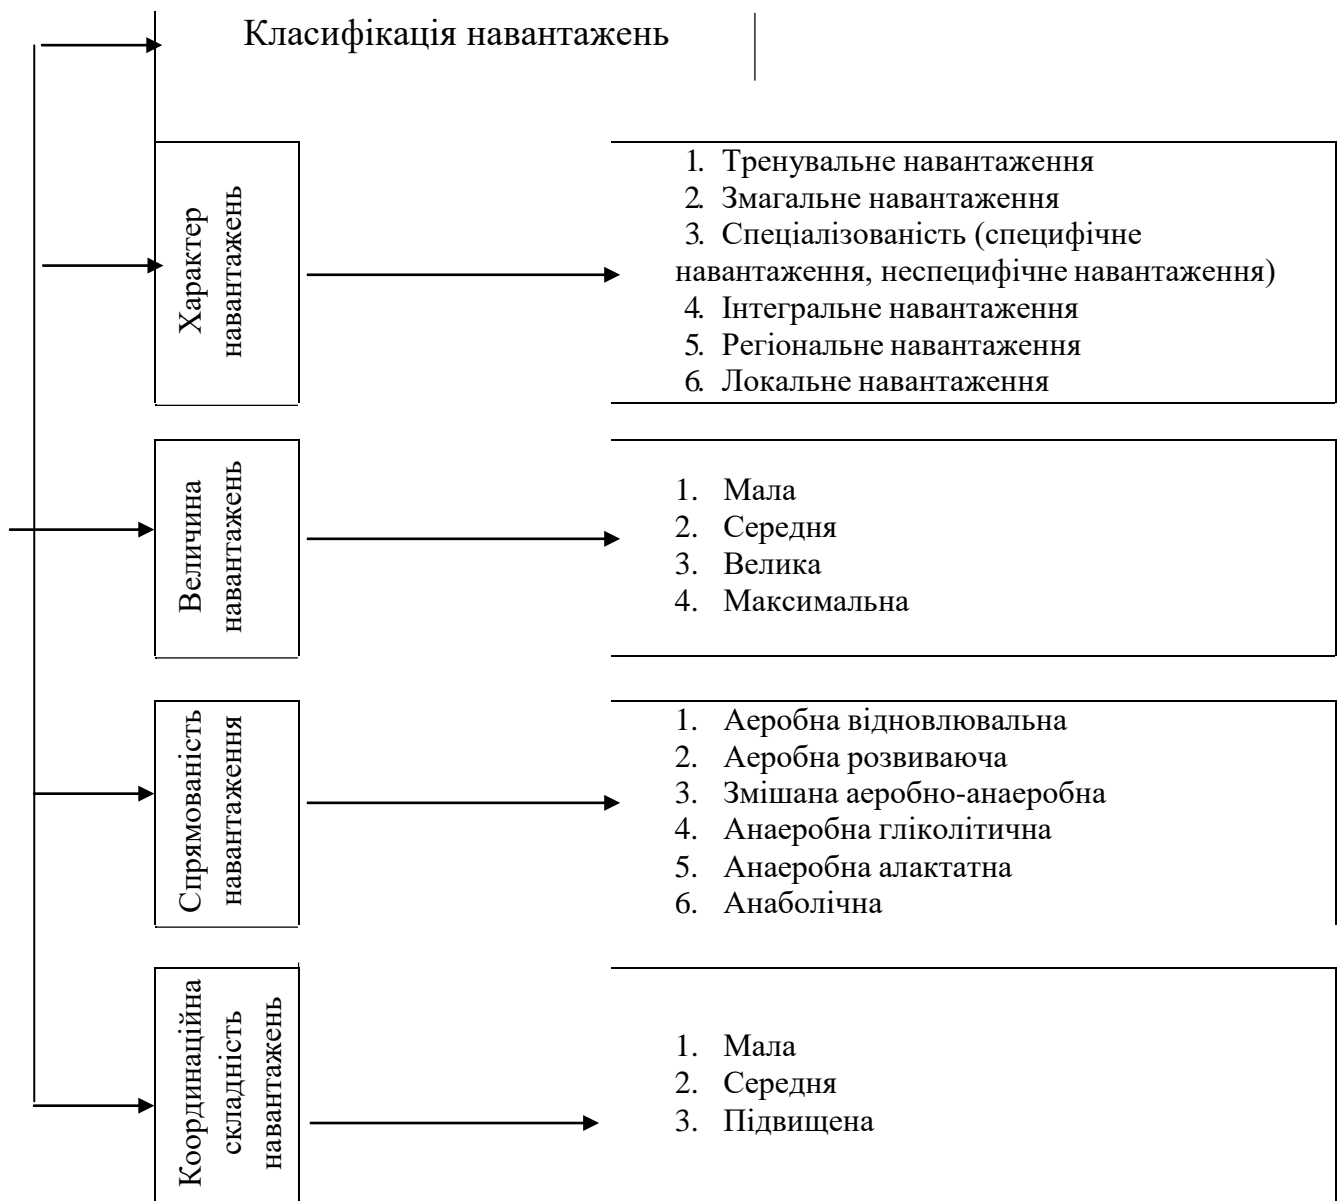 Класифікація навантажень
Характер
навантажень
1. Тренувальне навантаження
2. Змагальне навантаження
3. Спеціалізованість (специфічне
навантаження, неспецифічне навантаження)
4. Інтегральне навантаження
5. Регіональне навантаження
6. Локальне навантаження
Величина
навантажень
1. Мала
2. Середня
3. Велика
4. Максимальна
Спрямованість
навантаження
1. Аеробна відновлювальна
2. Аеробна розвиваюча
3. Змішана аеробно-анаеробна
4. Анаеробна гліколітична
5. Анаеробна алактатна
6. Анаболічна
Координаційна
складність
навантажень
1. Мала
2. Середня
3. Підвищена